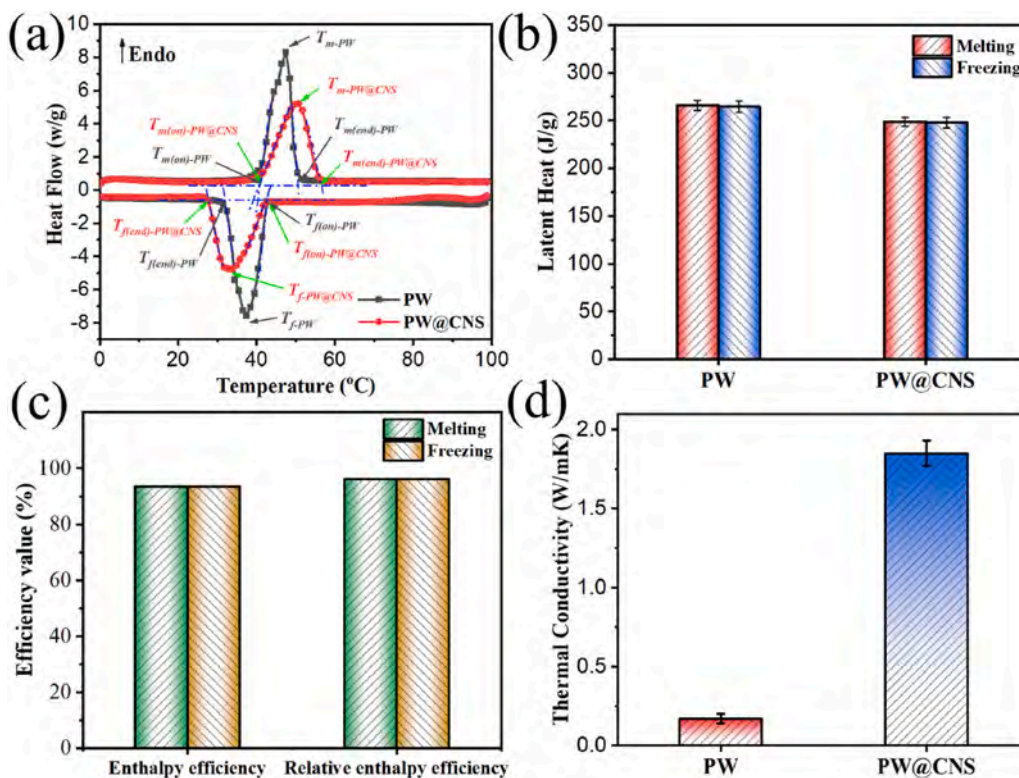 (a)
Endo
Heat Flow (w/g)
10
8
6
4
2
0
-2
-4
-6
-8
T_m-PW
T_m-PW@CNS
T_m(on)-PW@CNS
T_m(on)-PW
T_m(end)-PW
T_m(end)-PW@CNS
T_f(end)-PW@CNS
T_f(end)-PW
T_f(on)-PW
T_f(on)-PW@CNS
T_f-PW@CNS
T_f-PW
PW
PW@CNS
0 20 40 60 80 100
Temperature (°C)
(b)
Latent Heat (J/g)
350
300
250
200
150
100
50
0
Melting
Freezing
PW PW@CNS
(c)
Efficiency value (%)
100
80
60
40
20
0
Melting
Freezing
Enthalpy efficiency Relative enthalpy efficiency
(d)
Thermal Conductivity (W/mK)
2.0
1.5
1.0
0.5
0.0
PW PW@CNS